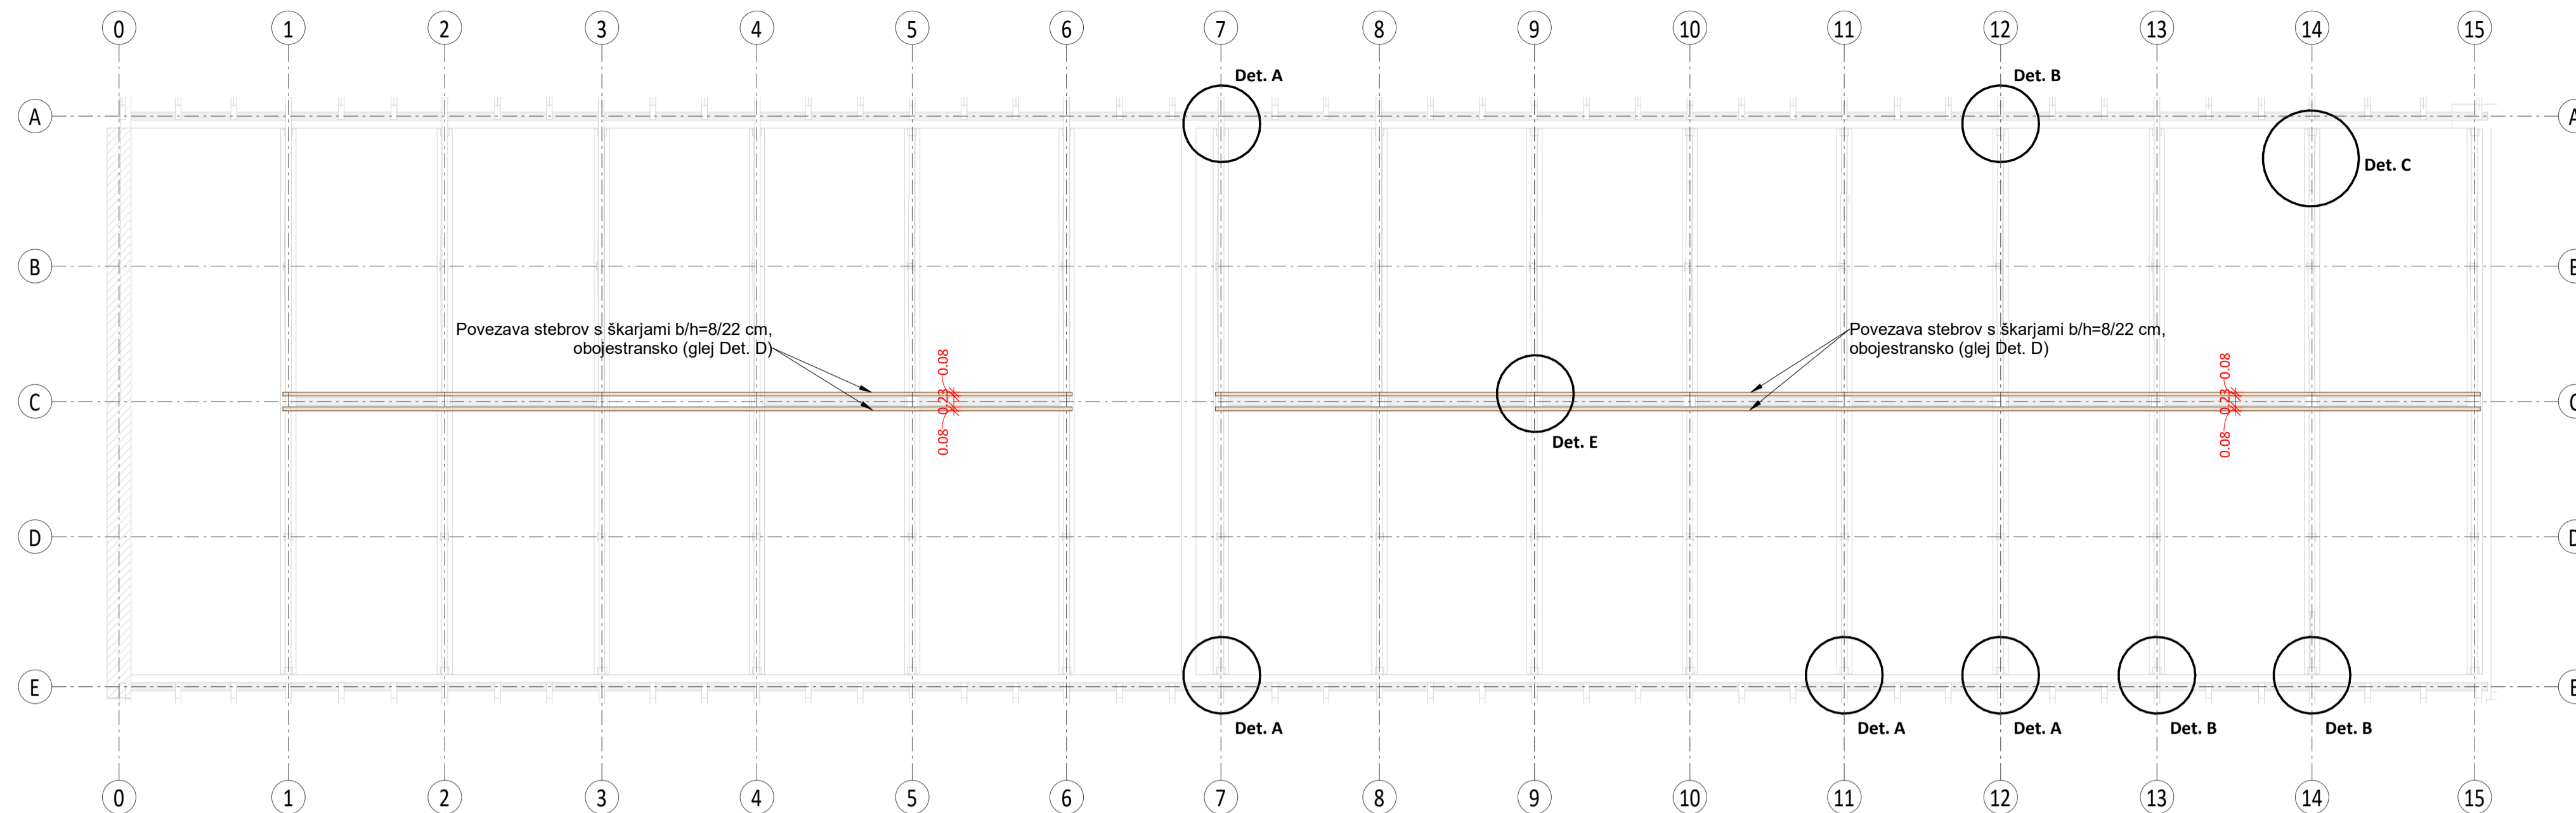 0 1 2 3 4 5 6 7 8 9 10 11 12 13 14 15
Det. A
Det. B
A
A
Det. C
B
Povezava stebrov s škarjami b/h=8/22 cm,
obojestransko (glej Det. D)
Povezava stebrov s škarjami b/h=8/22 cm,
obojestransko (glej Det. D)
0.08
0.23
0.08
0.08
0.23
0.08
C
Det. E
D
E
Det. A
Det. A
Det. A
Det. B
Det. B
0 1 2 3 4 5 6 7 8 9 10 11 12 13 14 15